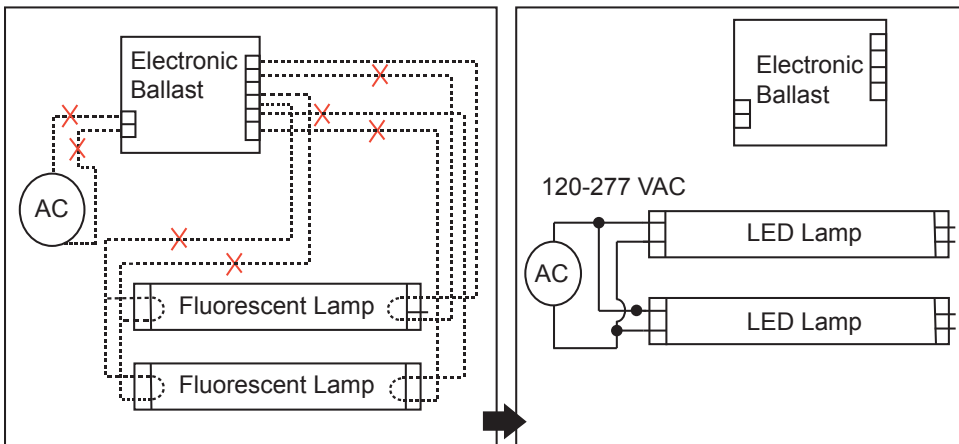 Electronic
Ballast
AC
Fluorescent Lamp
Fluorescent Lamp
Electronic
Ballast
120-277 VAC
AC
LED Lamp
LED Lamp